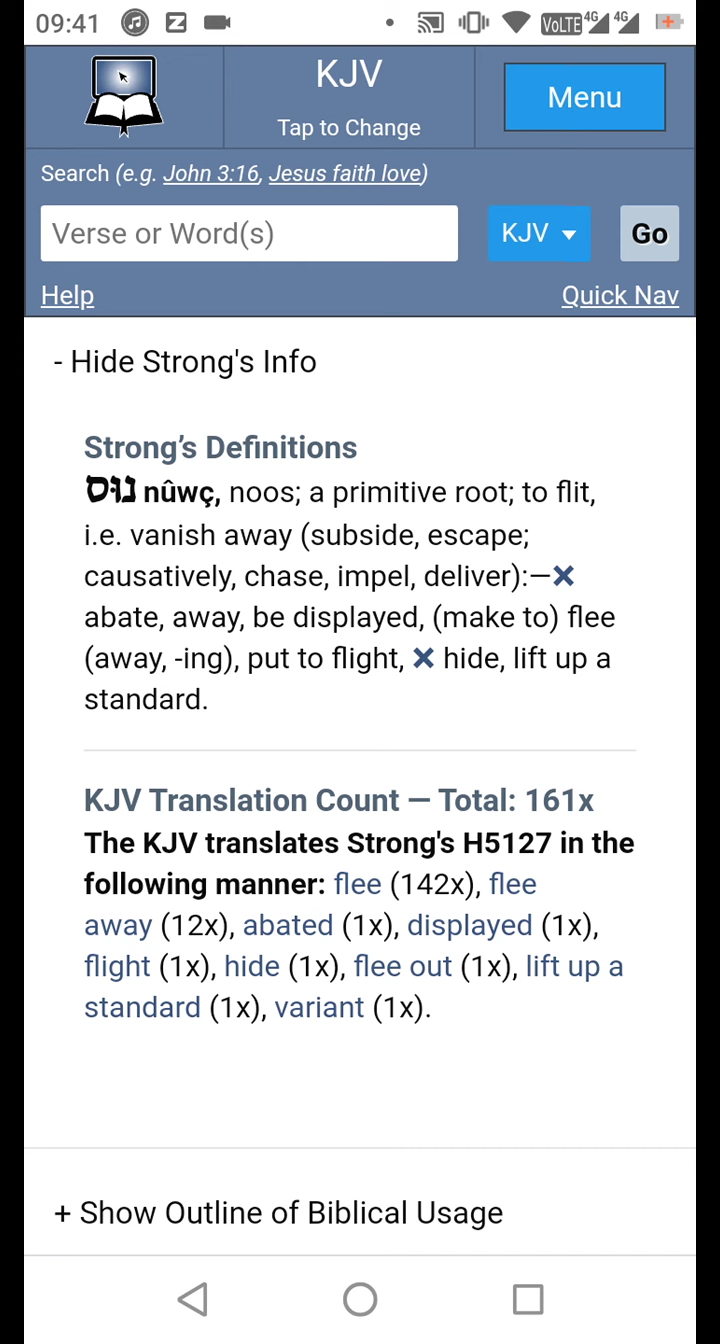 09:41
VoLTE 4G 4G
KJV
Tap to Change
Menu
Search (e.g. John 3:16, Jesus faith love)
Verse or Word(s)
KJV
Go
Help
Quick Nav
- Hide Strong's Info
Strong’s Definitions
נוּס nûwç, noos; a primitive root; to flit,
i.e. vanish away (subside, escape;
causatively, chase, impel, deliver):—×
abate, away, be displayed, (make to) flee
(away, -ing), put to flight, × hide, lift up a
standard.
KJV Translation Count — Total: 161x
The KJV translates Strong's H5127 in the
following manner: flee (142x), flee
away (12x), abated (1x), displayed (1x),
flight (1x), hide (1x), flee out (1x), lift up a
standard (1x), variant (1x).
+ Show Outline of Biblical Usage